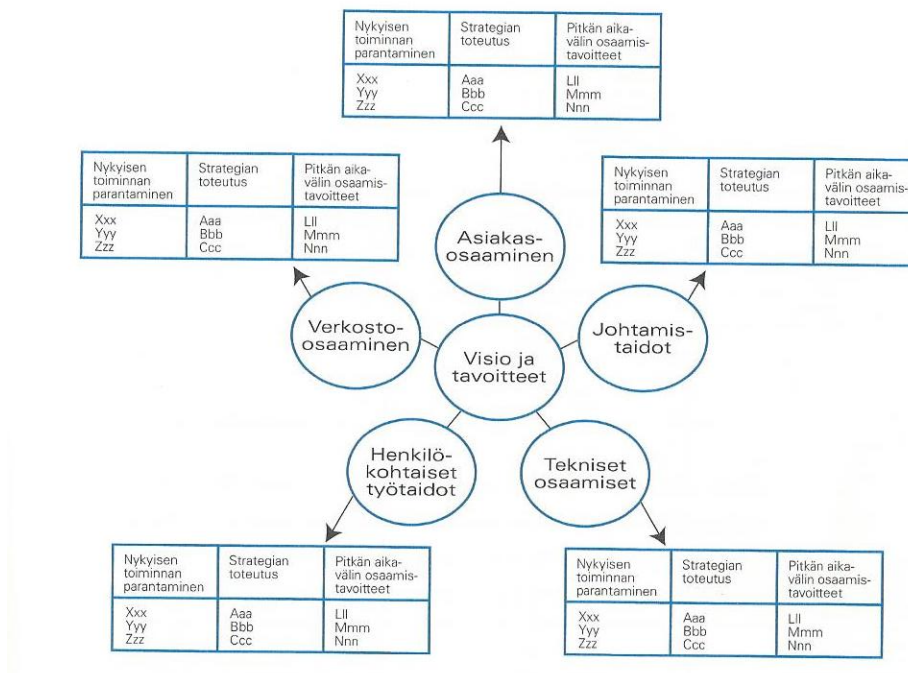 Nykyisen
toiminnan
parantaminen
Strategian
toteutus
Pitkän aika-
välin osaamis-
tavoitteet
Xxx
Yyy
Zzz
Aaa
Bbb
Ccc
Lll
Mmm
Nnn
Nykyisen
toiminnan
parantaminen
Strategian
toteutus
Pitkän aika-
välin osaamis-
tavoitteet
Xxx
Yyy
Zzz
Aaa
Bbb
Ccc
Lll
Mmm
Nnn
Nykyisen
toiminnan
parantaminen
Strategian
toteutus
Pitkän aika-
välin osaamis-
tavoitteet
Xxx
Yyy
Zzz
Aaa
Bbb
Ccc
Lll
Mmm
Nnn
Asiakas-
osaaminen
Verkosto-
osaaminen
Johtamis-
taidot
Visio ja
tavoitteet
Henkilö-
kohtaiset
työtaidot
Tekniset
osaamiset
Nykyisen
toiminnan
parantaminen
Strategian
toteutus
Pitkän aika-
välin osaamis-
tavoitteet
Xxx
Yyy
Zzz
Aaa
Bbb
Ccc
Lll
Mmm
Nnn
Nykyisen
toiminnan
parantaminen
Strategian
toteutus
Pitkän aika-
välin osaamis-
tavoitteet
Xxx
Yyy
Zzz
Aaa
Bbb
Ccc
Lll
Mmm
Nnn